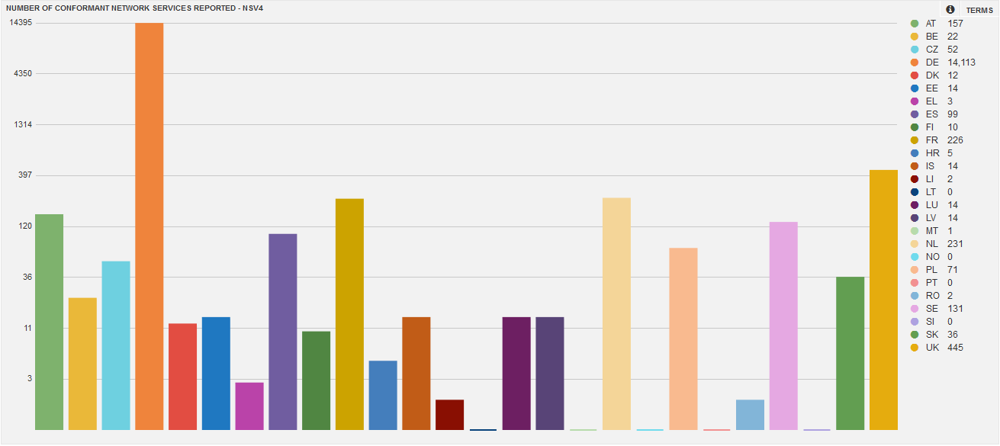 NUMBER OF CONFORMANT NETWORK SERVICES REPORTED - NSV4
TERMS
14395
4350
1314
397
120
36
11
3
AT 157
BE 22
CZ 52
DE 14,113
DK 12
EE 14
EL 3
ES 99
FI 10
FR 226
HR 5
IS 14
LI 2
LT 0
LU 14
LV 14
MT 1
NL 231
NO 0
PL 71
PT 0
RO 2
SE 131
SI 0
SK 36
UK 445